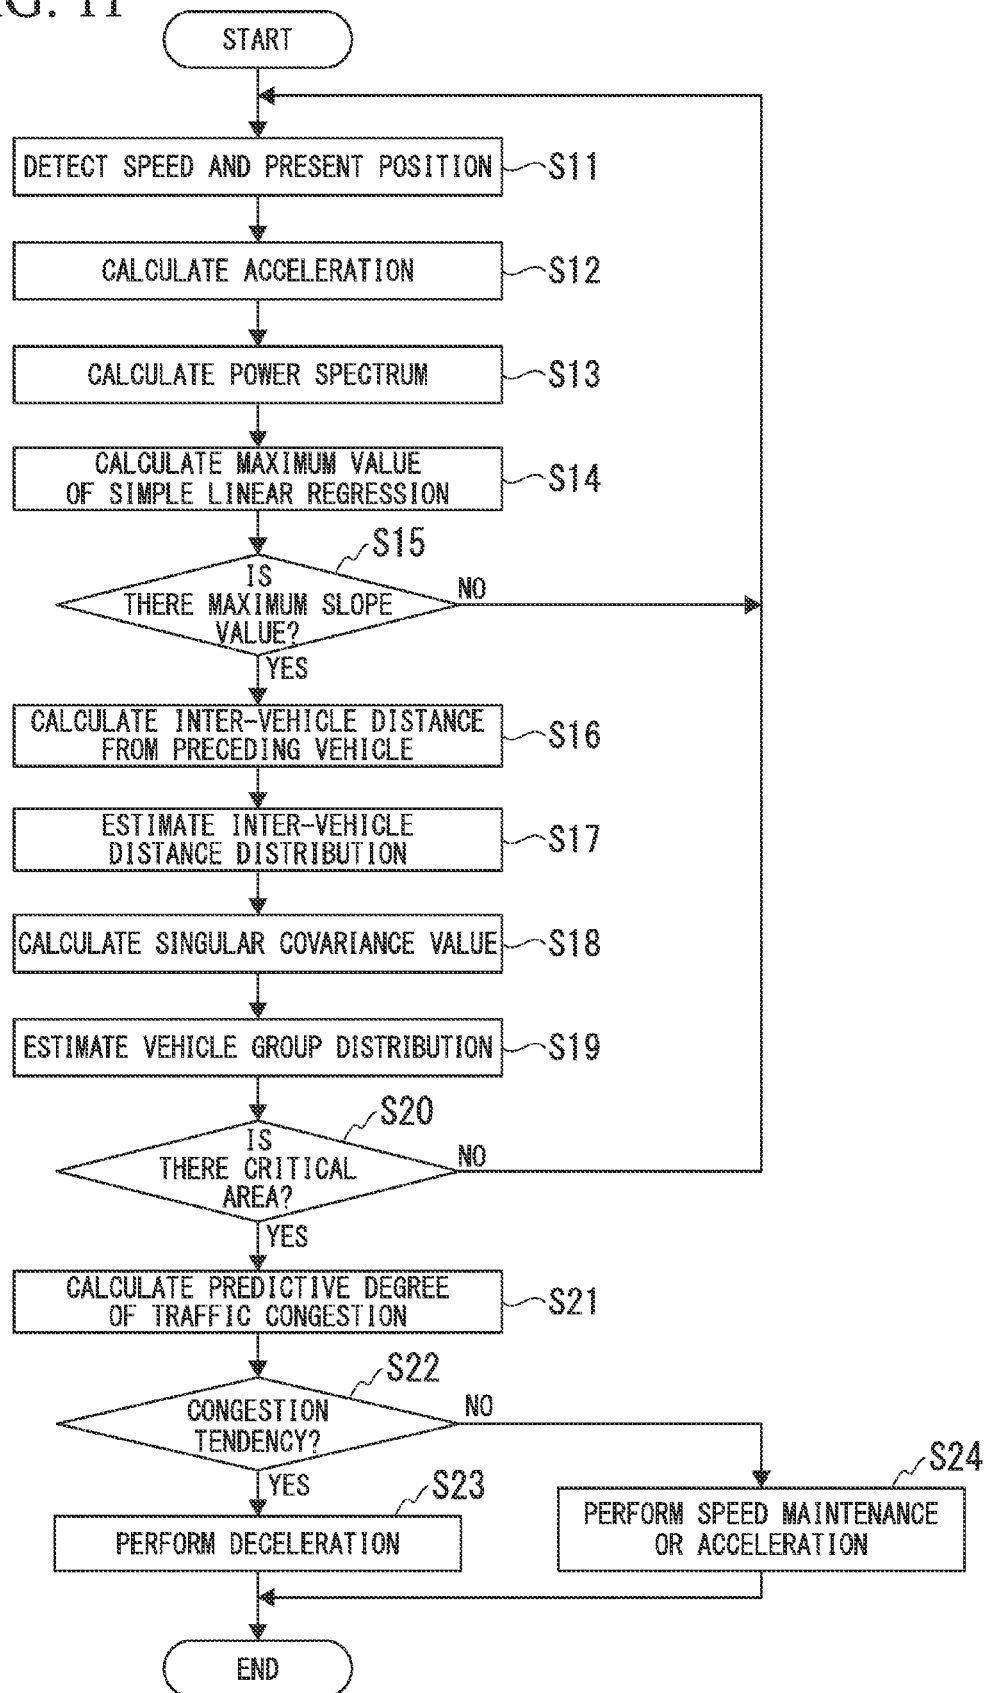 FIG. 11
START
DETECT SPEED AND PRESENT POSITION
S11
CALCULATE ACCELERATION
S12
CALCULATE POWER SPECTRUM
S13
CALCULATE MAXIMUM VALUE
OF SIMPLE LINEAR REGRESSION
S14
S15
IS
THERE MAXIMUM SLOPE
VALUE?
NO
YES
CALCULATE INTER-VEHICLE DISTANCE
FROM PRECEDING VEHICLE
S16
ESTIMATE INTER-VEHICLE
DISTANCE DISTRIBUTION
S17
CALCULATE SINGULAR COVARIANCE VALUE
S18
ESTIMATE VEHICLE GROUP DISTRIBUTION
S19
S20
IS
THERE CRITICAL
AREA?
NO
YES
CALCULATE PREDICTIVE DEGREE
OF TRAFFIC CONGESTION
S21
S22
CONGESTION
TENDENCY?
NO
YES
S23
PERFORM DECELERATION
S24
PERFORM SPEED MAINTENANCE
OR ACCELERATION
END